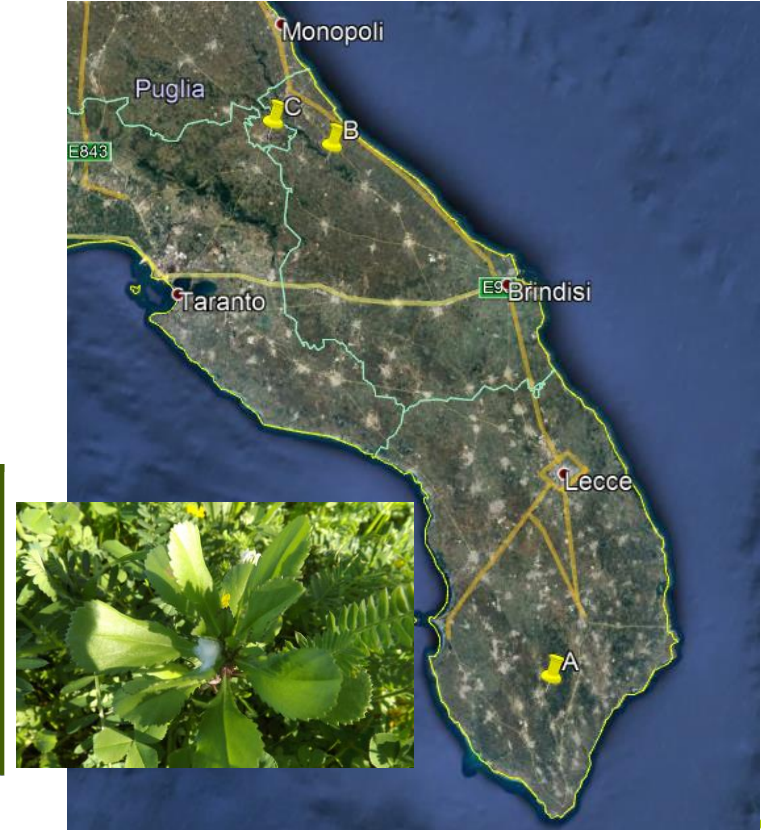 Monopoli
Puglia
C
B
E843
E9
Brindisi
Taranto
Lecce
A